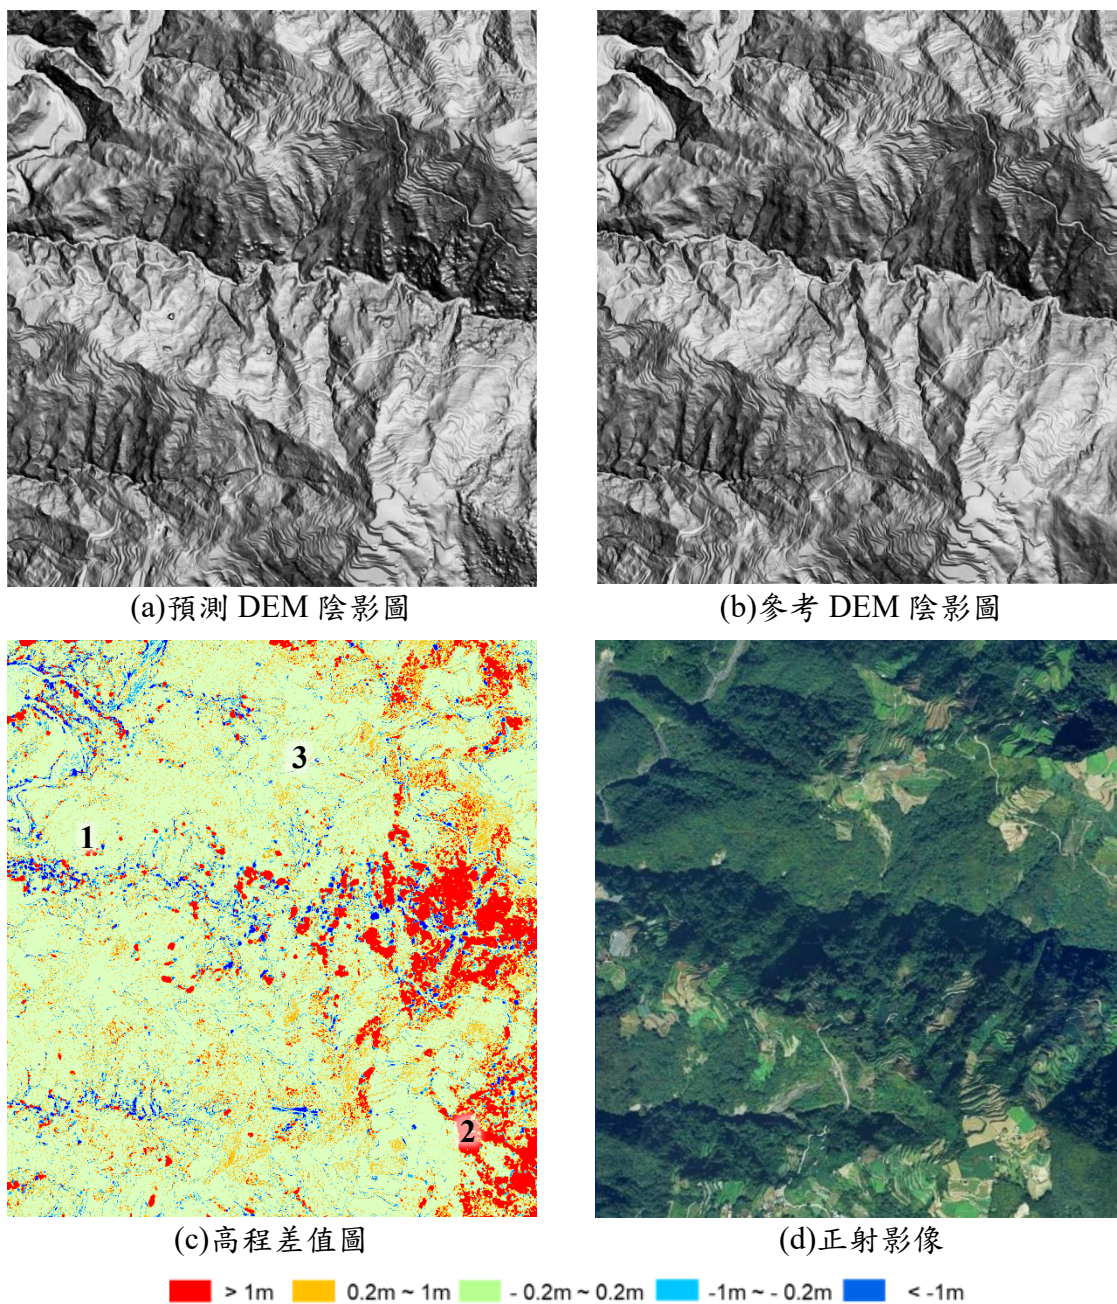 (a)預測 DEM 陰影圖
(b)參考 DEM 陰影圖
3
1
2
(c)高程差值圖
(d)正射影像
> 1m
0.2m ~ 1m
- 0.2m ~ 0.2m
-1m ~ - 0.2m
< -1m